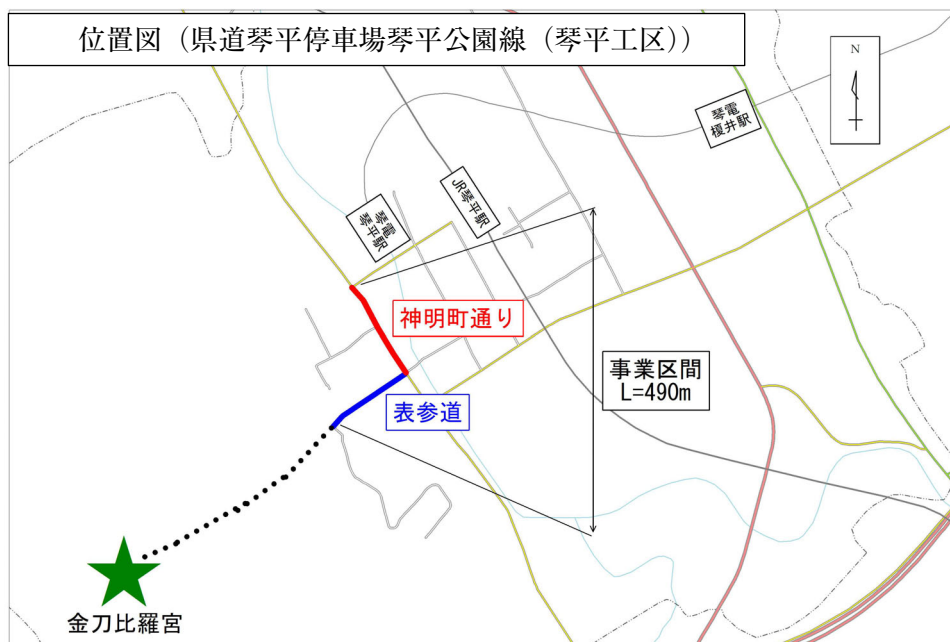 位置図（県道琴平停車場琴平公園線（琴平工区））
N
琴電
榎井駅
JR琴平駅
琴電
琴平駅
神明町通り
事業区間
L=490m
表参道
金刀比羅宮